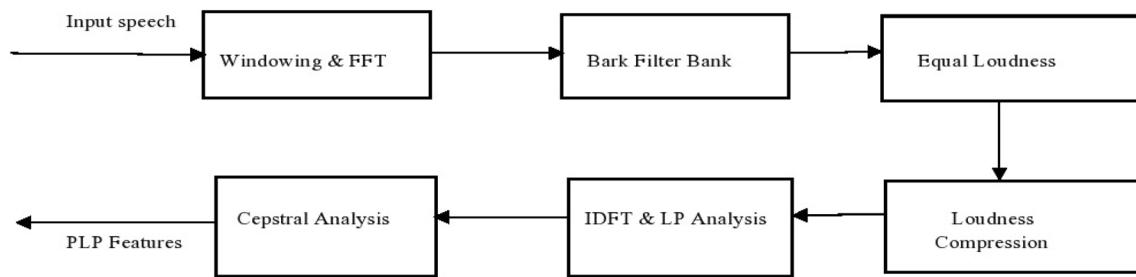 Input speech
Windowing & FFT
Bark Filter Bank
Equal Loudness
Loudness
Compression
IDFT & LP Analysis
Cepstral Analysis
PLP Features